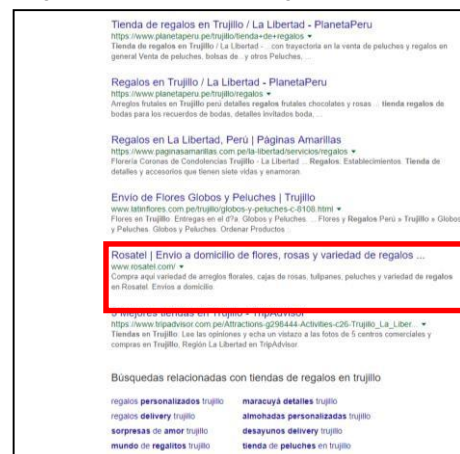 Tienda de regalos en Trujillo / La Libertad - PlanetaPeru
https://www.planetaperu.pe/trujillo/tienda+de+regalos
Tienda de regalos en Trujillo / La Libertad - .. con trayectoria en la venta de peluches y regalos en
general Venta de peluches, bolsas de.. y otros Peluches, ...
Regalos en Trujillo / La Libertad - PlanetaPeru
https://www.planetaperu.pe/trujillo/regalos
Arreglos frutales en Trujillo perú detalles regalos frutales chocolates y rosas ... tienda regalos de
bodas para los recuerdos de bodas, detalles invitados boda, ...
Regalos en La Libertad, Perú | Páginas Amarillas
https://www.paginasamarillas.com.pe/la-libertad/servicios/regalos
Florería Coronas de Condolencias Trujillo - La Libertad ... Regalos. Establecimientos. Tienda de
detalles y accesorios que tienen siete vidas y enamoran
Envío de Flores Globos y Peluches | Trujillo
www.latinflores.com.pe/trujillo/globos-y-peluches-c-8108.html
Flores en Trujillo. Entregas en el d?a. Globos y Peluches. ... Flores y Regalos Perú » Trujillo » Globos
y Peluches. Globos y Peluches. Ordenar Productos ..
Rosatel | Envio a domicilio de flores, rosas y variedad de regalos ...
www.rosatel.com/
Compra aquí variedad de arreglos florales, cajas de rosas, tulipanes, peluches y variedad de regalos
en Rosatel. Envios a domicilio
5 Mejores tiendas en Trujillo - TripAdvisor
https://www.tripadvisor.com.pe/Attractions-g298444-Activities-c26-Trujillo_La_Liber...
Tiendas en Trujillo: Lee las opiniones y echa un vistazo a las fotos de 5 centros comerciales y
compras en Trujillo, Región La Libertad en TripAdvisor
Búsquedas relacionadas con tiendas de regalos en trujillo
regalos personalizados trujillo maracuyá detalles trujillo
regalos delivery trujillo almohadas personalizadas trujillo
sorpresas de amor trujillo desayunos delivery trujillo
mundo de regalitos trujillo tienda de peluches en trujillo